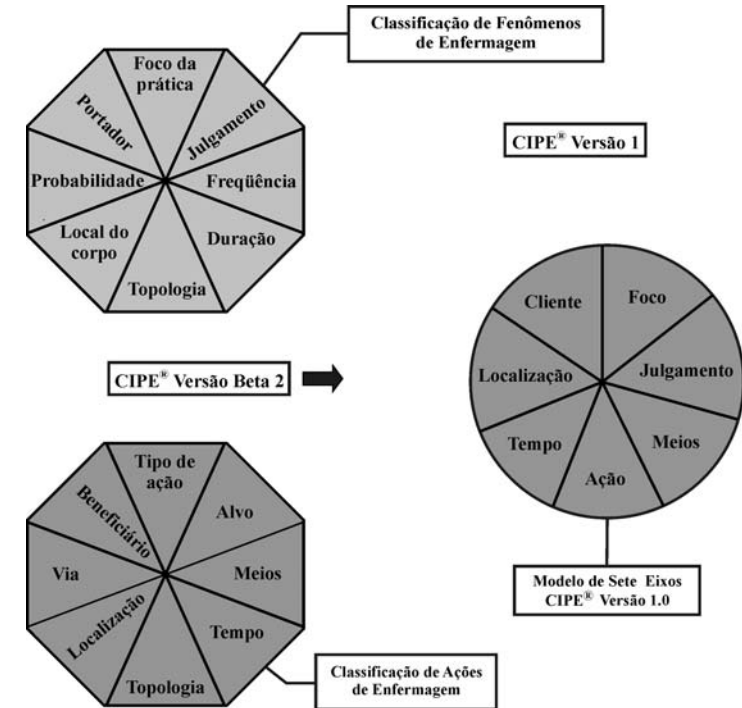 Classificação de Fenômenos
de Enfermagem
Foco da
prática
Portador
Julgamento
Probabilidade
Freqüência
Local do
corpo
Duração
Topologia
CIPE® Versão 1
CIPE® Versão Beta 2
Cliente
Foco
Localização
Julgamento
Tempo
Meios
Ação
Modelo de Sete Eixos
CIPE® Versão 1.0
Tipo de
ação
Beneficiário
Alvo
Via
Meios
Localização
Tempo
Topologia
Classificação de Ações
de Enfermagem